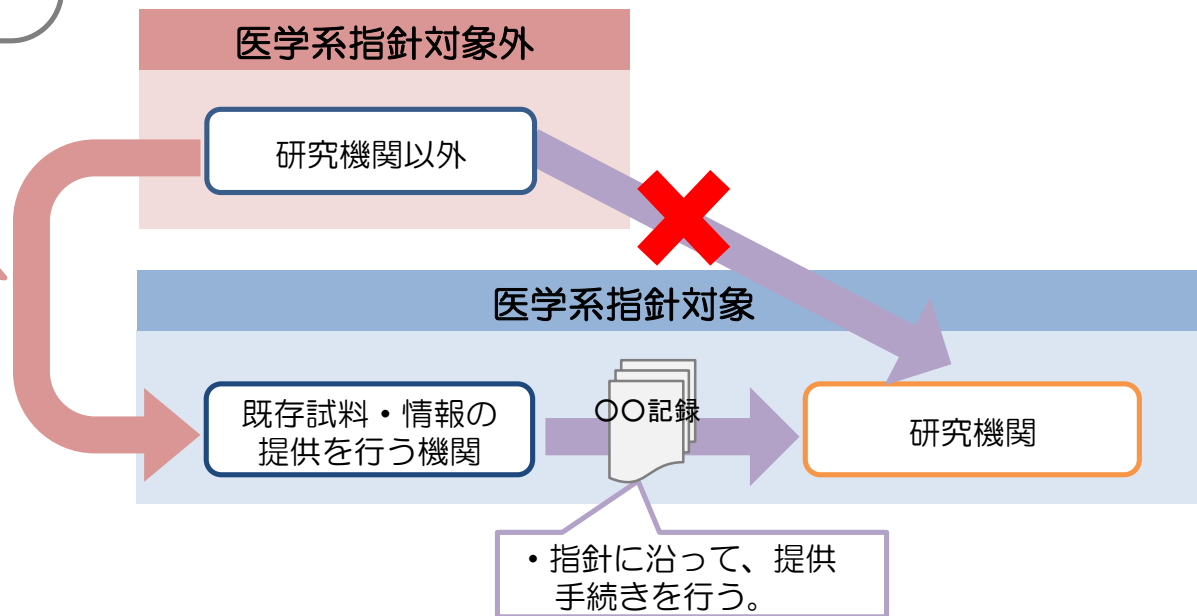 医学系指針対象外
研究機関以外
医学系指針対象
既存試料・情報の
提供を行う機関
〇〇記録
研究機関
・指針に沿って、提供
手続きを行う。